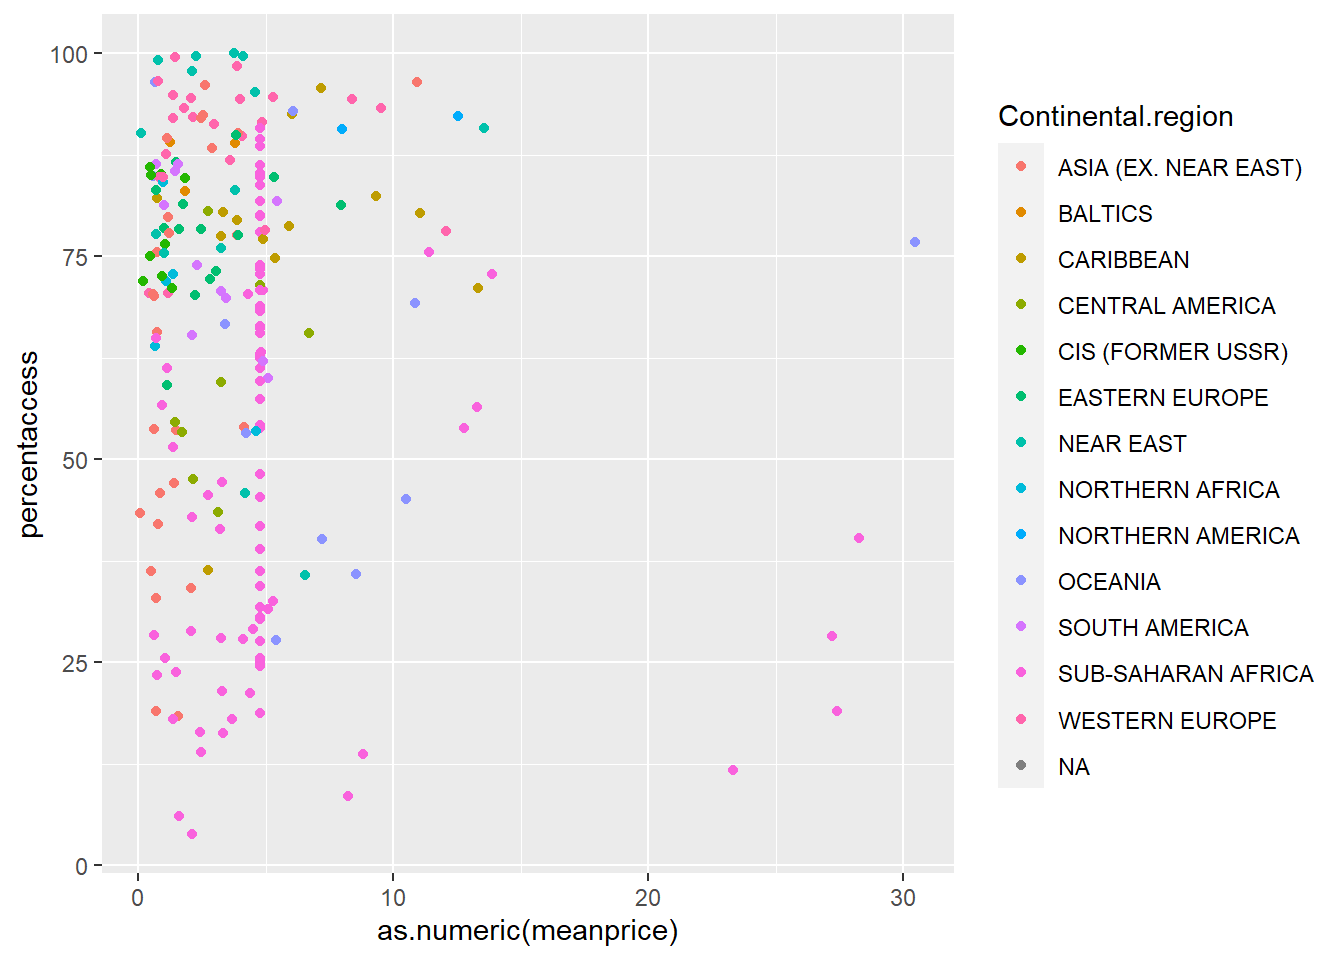 100
75
50
25
0
percentaccess
0
10
20
30
as.numeric(meanprice)
Continental.region
ASIA (EX. NEAR EAST)
BALTICS
CARIBBEAN
CENTRAL AMERICA
CIS (FORMER USSR)
EASTERN EUROPE
NEAR EAST
NORTHERN AFRICA
NORTHERN AMERICA
OCEANIA
SOUTH AMERICA
SUB-SAHARAN AFRICA
WESTERN EUROPE
NA